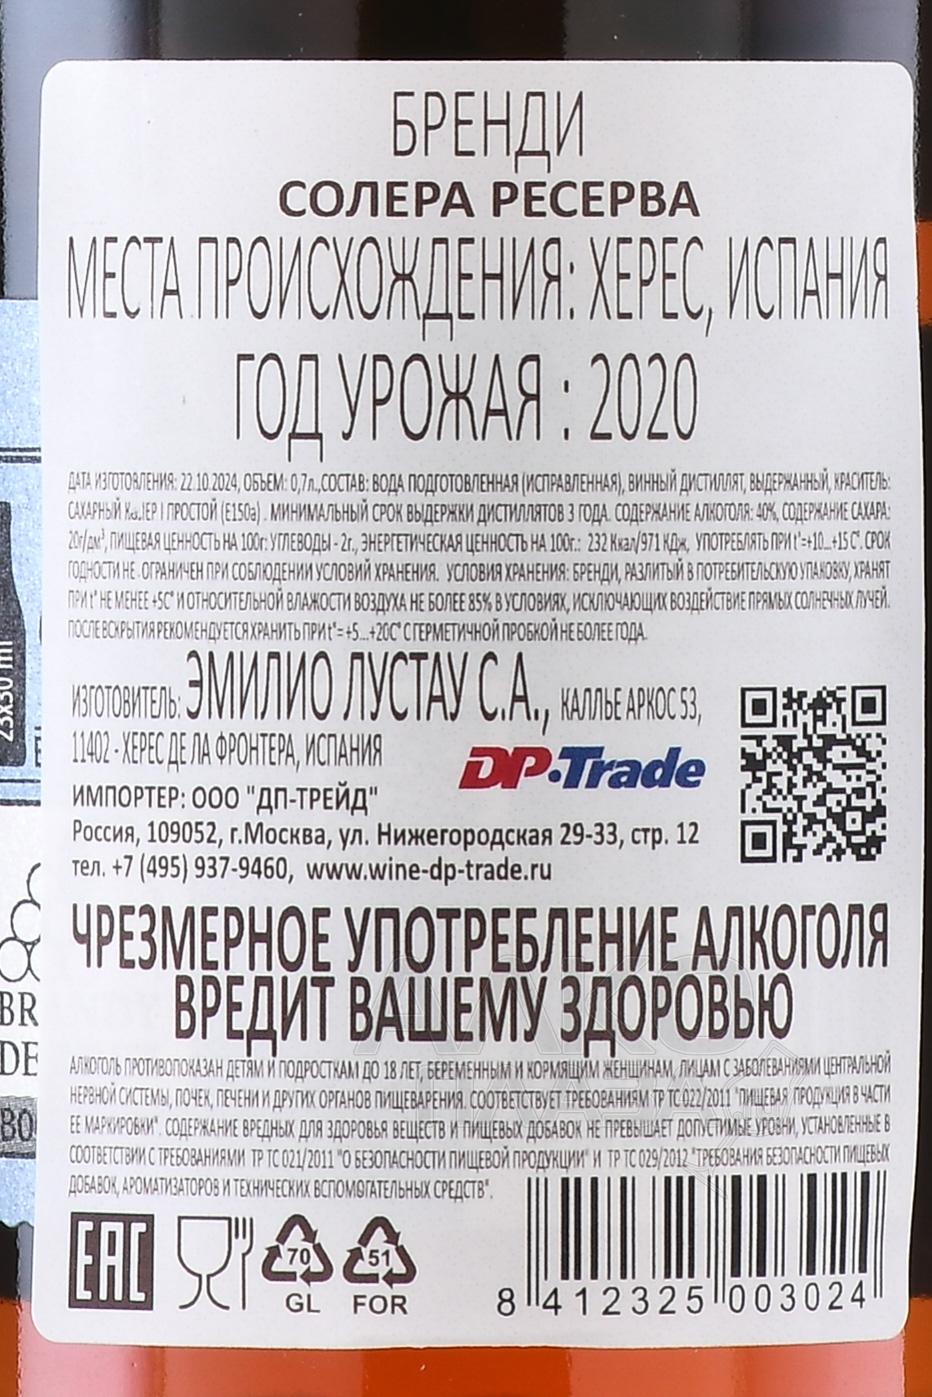 БРЕНДИ
СОЛЕРА РЕСЕРВА
МЕСТА ПРОИСХОЖДЕНИЯ: ХЕРЕС, ИСПАНИЯ
ГОД УРОЖАЯ : 2020
ДАТА ИЗГОТОВЛЕНИЯ: 22.10.2024, ОБЪЕМ: 0,7л.,СОСТАВ: ВОДА ПОДГОТОВЛЕННАЯ (ИСПРАВЛЕННАЯ), ВИННЫЙ ДИСТИЛЛЯТ, ВЫДЕРЖАННЫЙ, КРАСИТЕЛЬ:
САХАРНЫЙ I ПРОСТОЙ (Е150а) . МИНИМАЛЬНЫЙ СРОК ВЫДЕРЖКИ ДИСТИЛЛЯТОВ 3 ГОДА. СОДЕРЖАНИЕ АЛКОГОЛЯ: 40%, СОДЕРЖАНИЕ САХАРА:
20г/дм³, ПИЩЕВАЯ ЦЕННОСТЬ НА 100г: УГЛЕВОДЫ - 2г., ЭНЕРГЕТИЧЕСКАЯ ЦЕННОСТЬ НА 100г.: 232 Ккал/971 КДж, УПОТРЕБЛЯТЬ ПРИ t°=+10...+15 С°. СРОК
ГОДНОСТИ НЕ .ОГРАНИЧЕН ПРИ СОБЛЮДЕНИИ УСЛОВИЙ ХРАНЕНИЯ. УСЛОВИЯ ХРАНЕНИЯ: БРЕНДИ, РАЗЛИТЫЙ В ПОТРЕБИТЕЛЬСКУЮ УПАКОВКУ, ХРАНЯТ
ПРИ t° НЕ МЕНЕЕ +5С° И ОТНОСИТЕЛЬНОЙ ВЛАЖНОСТИ ВОЗДУХА НЕ БОЛЕЕ 85% В УСЛОВИЯХ, ИСКЛЮЧАЮЩИХ ВОЗДЕЙСТВИЕ ПРЯМЫХ СОЛНЕЧНЫХ ЛУЧЕЙ.
ПОСЛЕ ВСКРЫТИЯ РЕКОМЕНДУЕТСЯ ХРАНИТЬ ПРИ t°=+5...+20С° С ГЕРМЕТИЧНОЙ ПРОБКОЙ НЕ БОЛЕЕ ГОДА.
ИЗГОТОВИТЕЛЬ: ЭМИЛИО ЛУСТАУ С.А., КАЛЛЬЕ АРКОС 53,
11402 - ХЕРЕС ДЕ ЛА ФРОНТЕРА, ИСПАНИЯ
DP·Trade
ИМПОРТЕР: ООО "ДП-ТРЕЙД"
Россия, 109052, г.Москва, ул. Нижегородская 29-33, стр. 12
тел. +7 (495) 937-9460, www.wine-dp-trade.ru
ЧРЕЗМЕРНОЕ УПОТРЕБЛЕНИЕ АЛКОГОЛЯ
ВРЕДИТ ВАШЕМУ ЗДОРОВЬЮ
АЛКОГОЛЬ ПРОТИВОПОКАЗАН ДЕТЯМ И ПОДРОСТКАМ ДО 18 ЛЕТ, БЕРЕМЕННЫМ И КОРМЯЩИМ ЖЕНЩИНАМ, ЛИЦАМ С ЗАБОЛЕВАНИЯМИ ЦЕНТРАЛЬНОЙ
НЕРВНОЙ СИСТЕМЫ, ПОЧЕК, ПЕЧЕНИ И ДРУГИХ ОРГАНОВ ПИЩЕВАРЕНИЯ. СООТВЕТСТВУЕТ ТРЕБОВАНИЯМ ТР ТС 022/2011 "ПИЩЕВАЯ ПРОДУКЦИЯ В ЧАСТИ
ЕЕ МАРКИРОВКИ". СОДЕРЖАНИЕ ВРЕДНЫХ ДЛЯ ЗДОРОВЬЯ ВЕЩЕСТВ И ПИЩЕВЫХ ДОБАВОК НЕ ПРЕВЫШАЕТ ДОПУСТИМЫЕ УРОВНИ, УСТАНОВЛЕННЫЕ В
СООТВЕТСТВИИ С ТРЕБОВАНИЯМИ ТР ТС 021/2011 "О БЕЗОПАСНОСТИ ПИЩЕВОЙ ПРОДУКЦИИ" И ТР ТС 029/2012 "ТРЕБОВАНИЯ БЕЗОПАСНОСТИ ПИЩЕВЫХ
ДОБАВОК, АРОМАТИЗАТОРОВ И ТЕХНИЧЕСКИХ ВСПОМОГАТЕЛЬНЫХ СРЕДСТВ".
EAC
70
GL
51
FOR
8 412325 003024
23x30 ml
BR
DE
BO